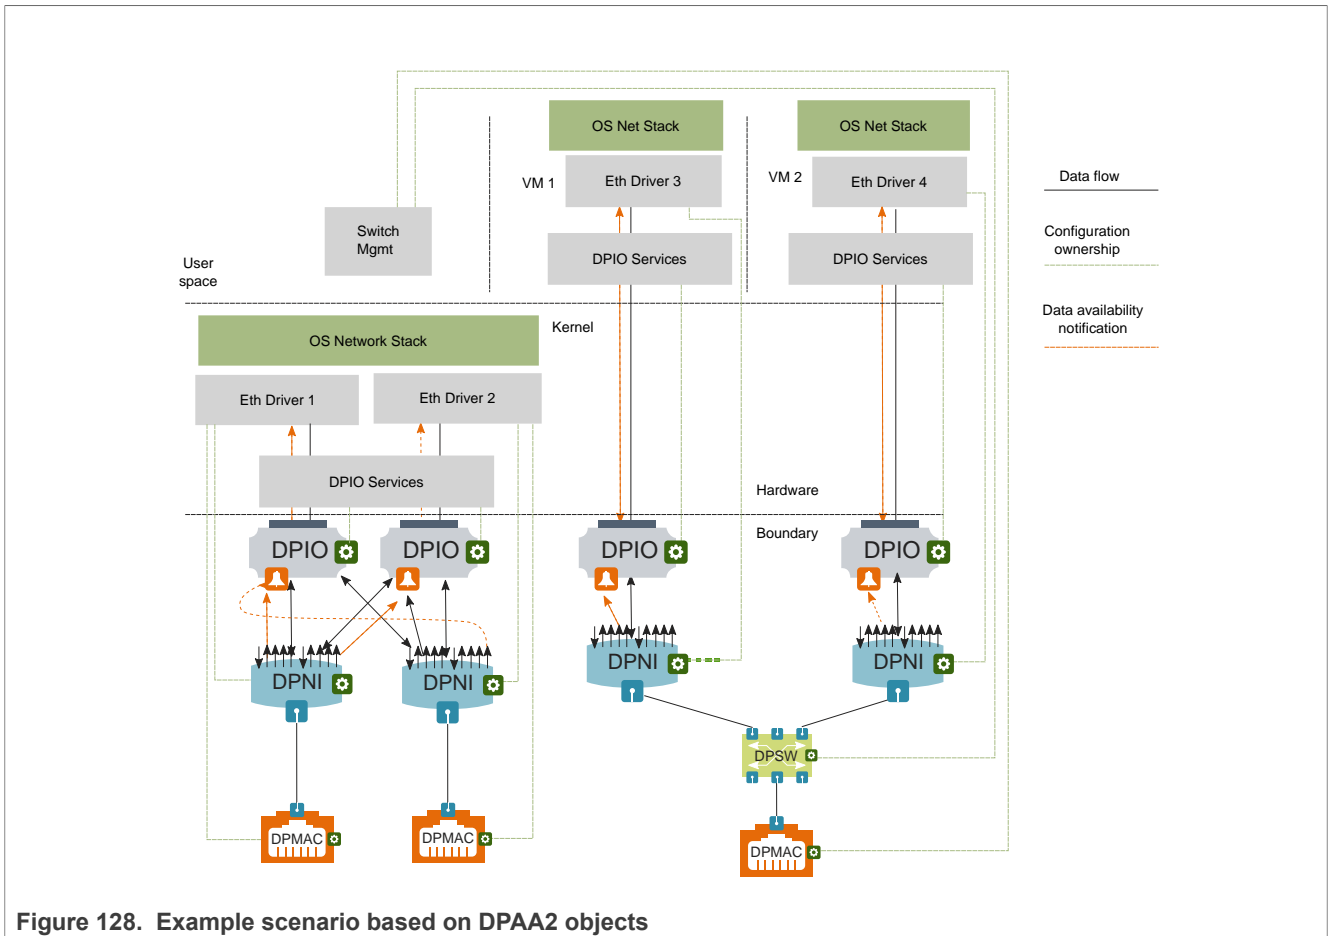 OS Net Stack
OS Net Stack
VM 1
Eth Driver 3
VM 2
Eth Driver 4
Data flow
Switch
Mgmt
Configuration
ownership
User
space
DPIO Services
DPIO Services
Data availability
notification
Kernel
OS Network Stack
Eth Driver 1
Eth Driver 2
DPIO Services
Hardware
Boundary
DPIO
DPIO
DPIO
DPIO
DPNI
DPNI
DPNI
DPNI
DPSW
DPMAC
DPMAC
DPMAC
Figure 128. Example scenario based on DPAA2 objects